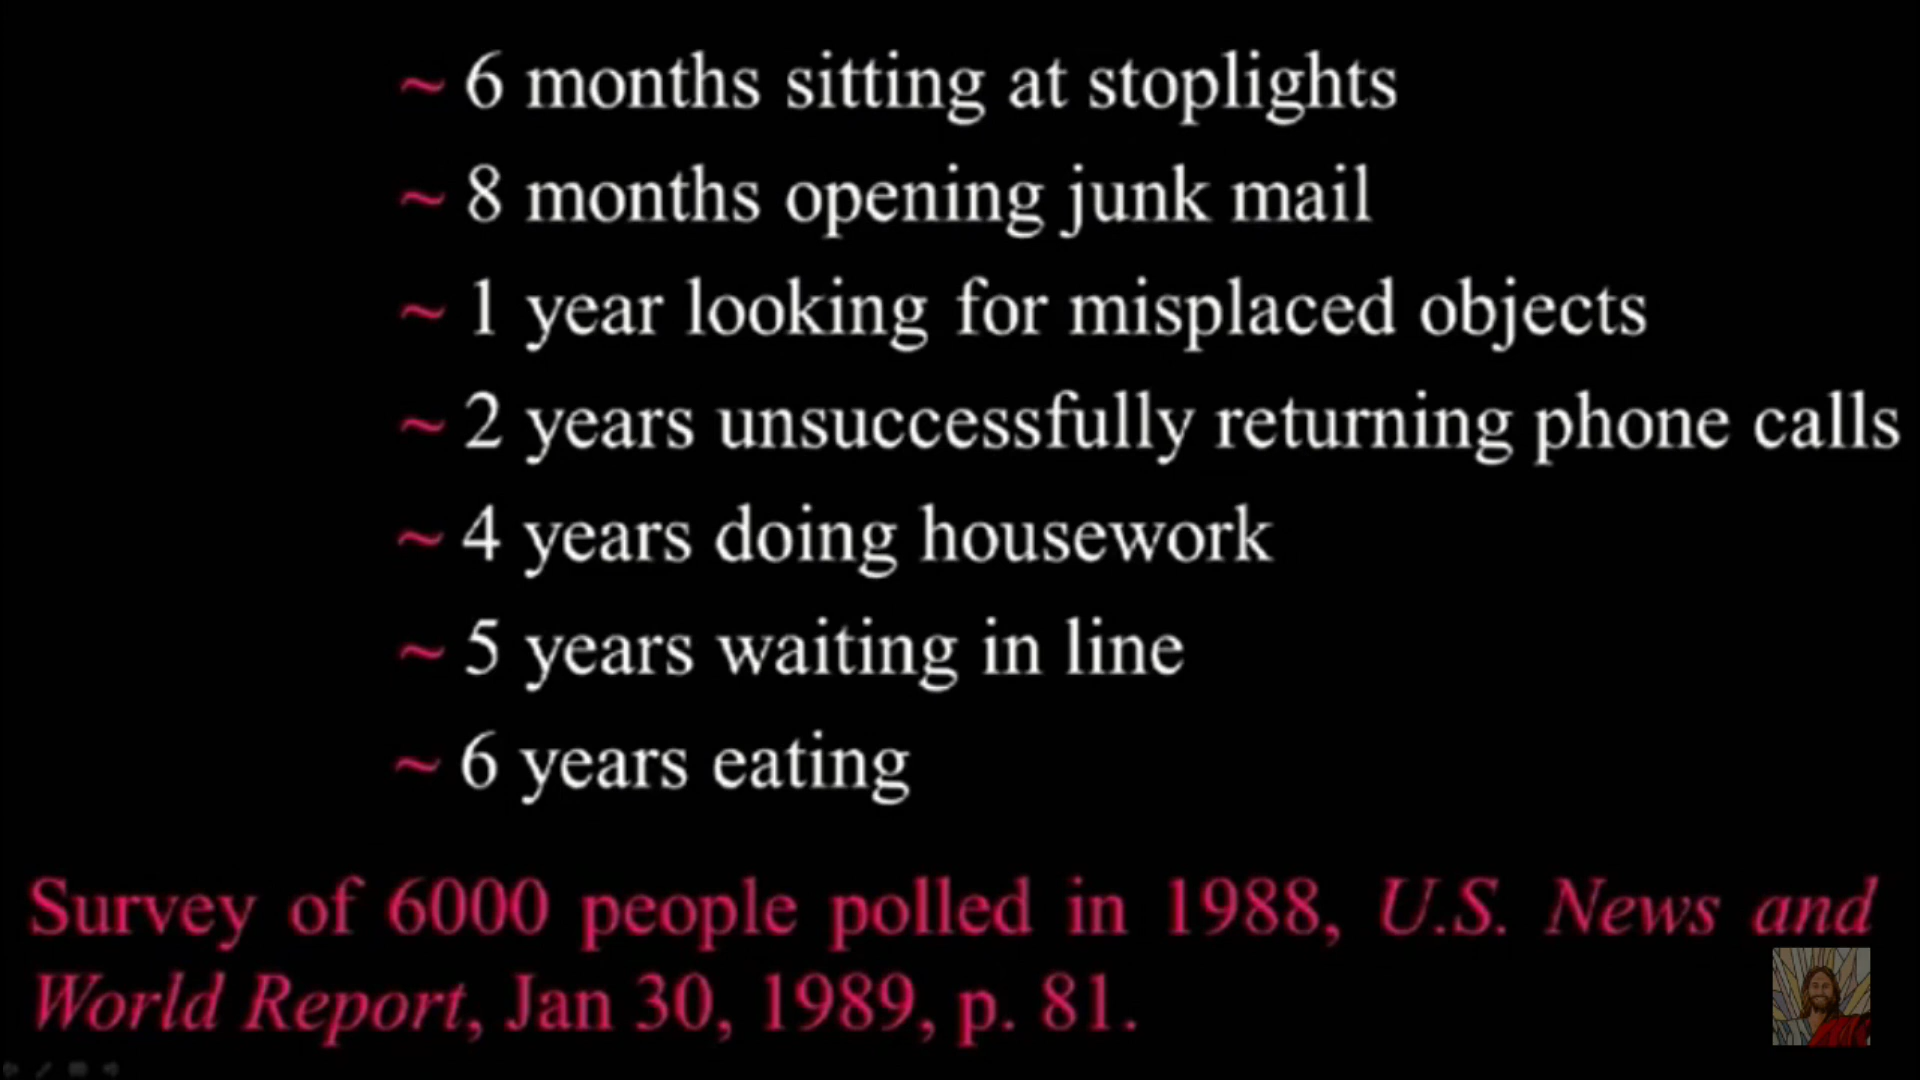 ~ 6 months sitting at stoplights
~ 8 months opening junk mail
~ 1 year looking for misplaced objects
~ 2 years unsuccessfully returning phone calls
~ 4 years doing housework
~ 5 years waiting in line
~ 6 years eating
Survey of 6000 people polled in 1988, U.S. News and
World Report, Jan 30, 1989, p. 81.